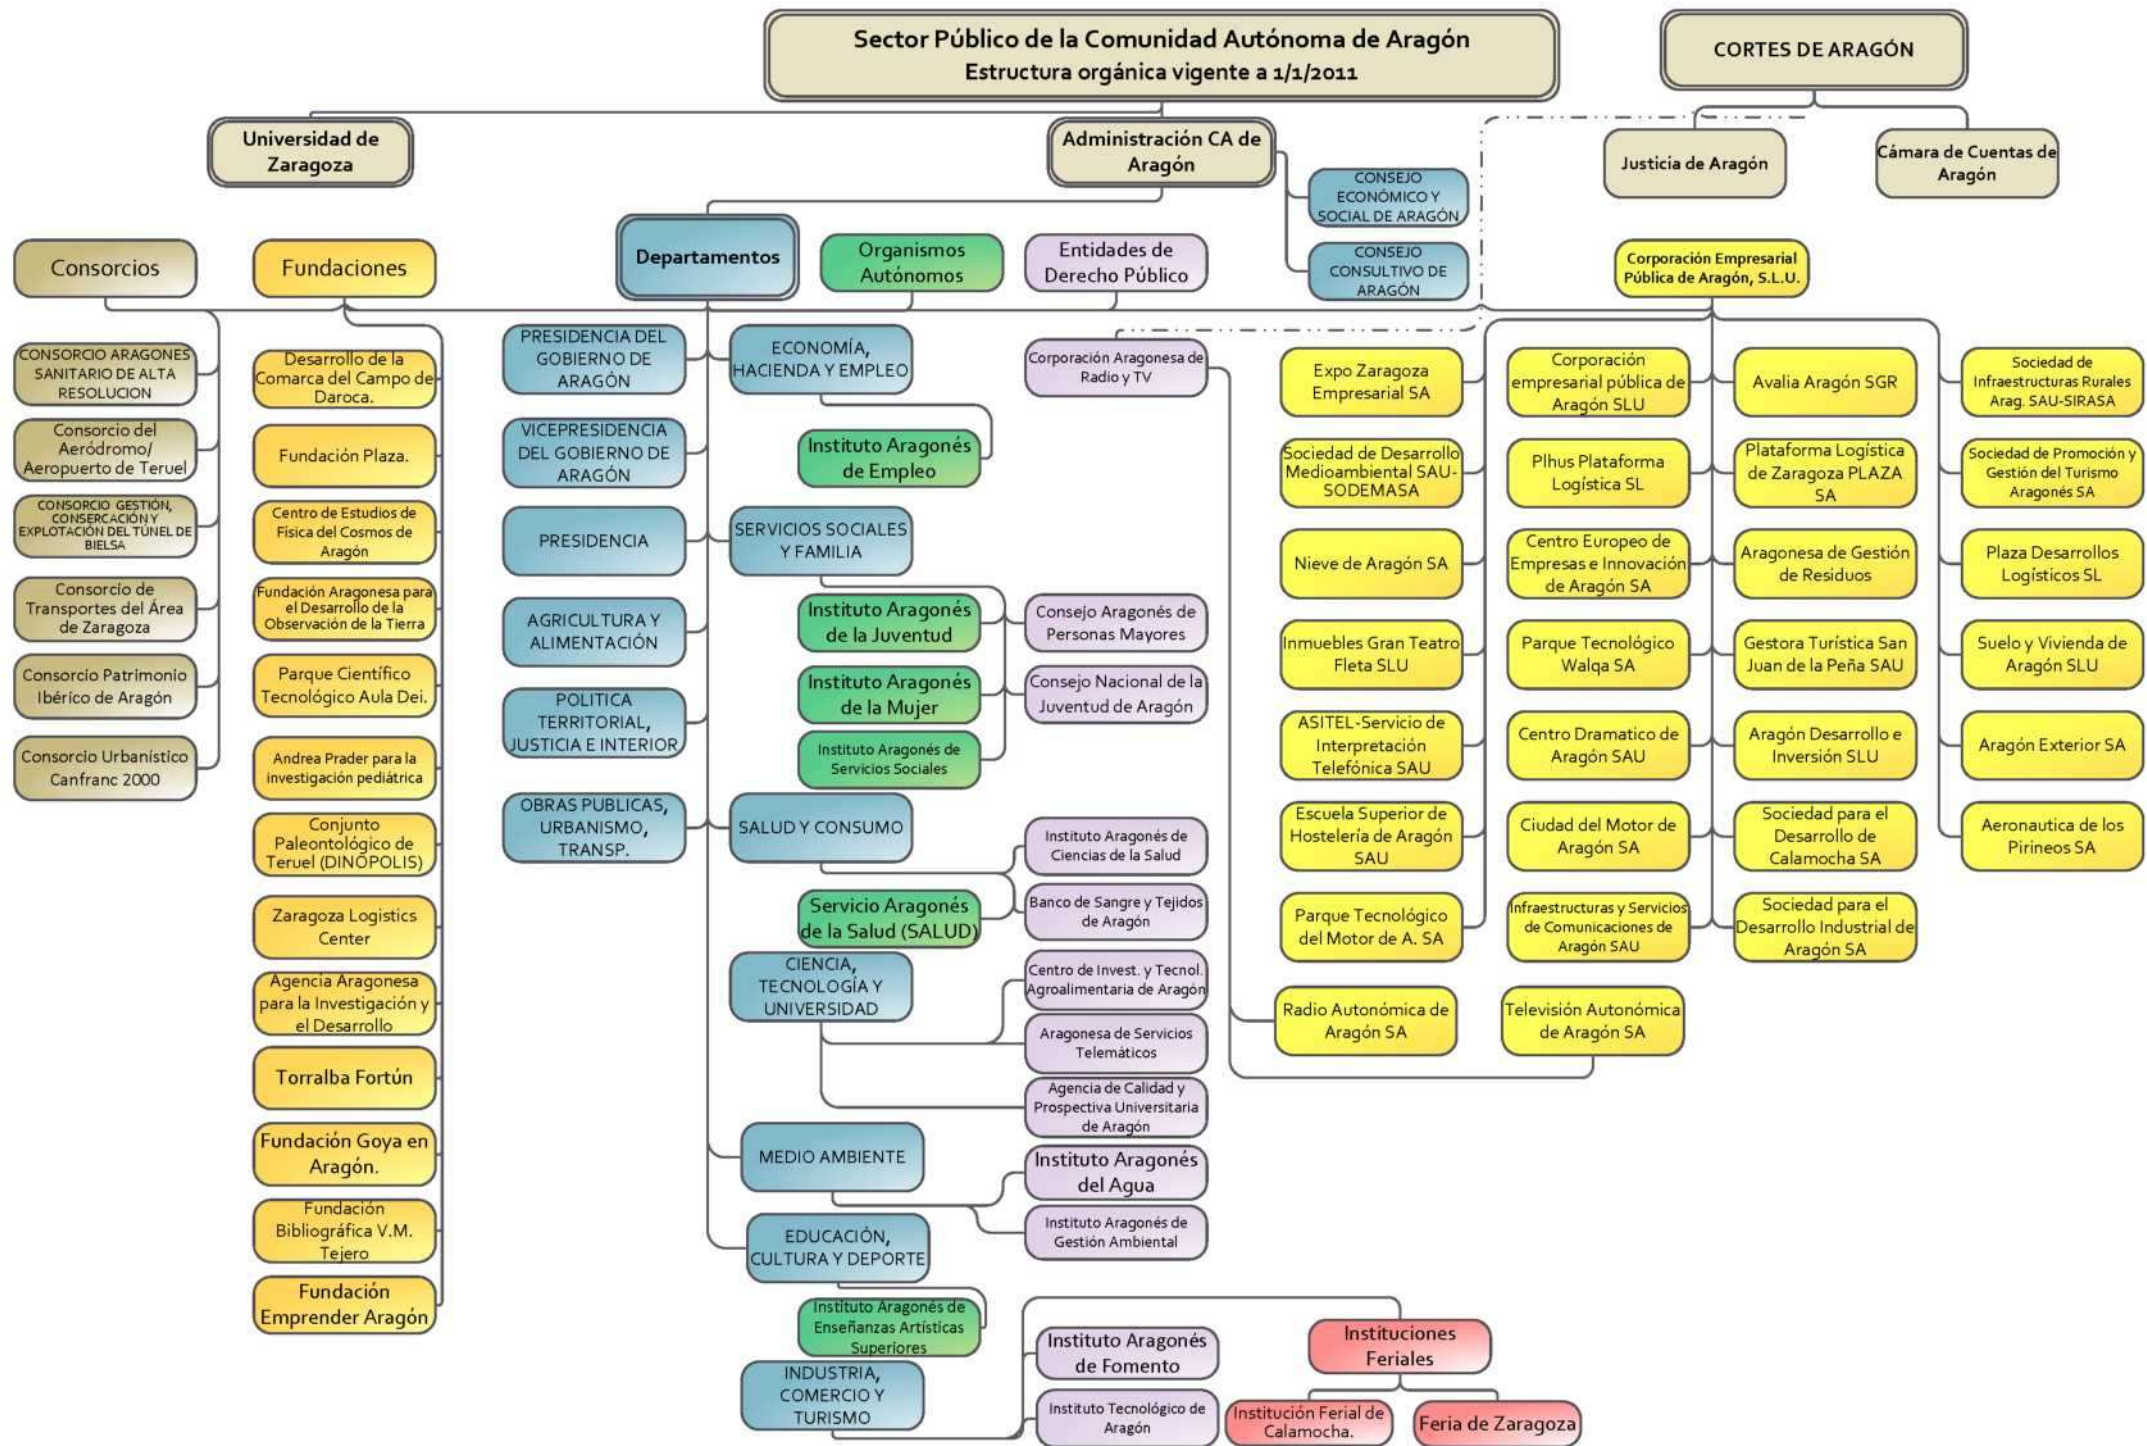 Sector Público de la Comunidad Autónoma de Aragón
Estructura orgánica vigente a 1/1/2011
CORTES DE ARAGÓN
Universidad de
Zaragoza
Administración CA de
Aragón
Justicia de Aragón
Cámara de Cuentas de
Aragón
CONSEJO
ECONÓMICO Y
SOCIAL DE ARAGÓN
CONSEJO
CONSULTIVO DE
ARAGÓN
Consorcios
Fundaciones
Departamentos
Organismos
Autónomos
Entidades de
Derecho Público
Corporación Empresarial
Pública de Aragón, S.L.U.
CONSORCIO ARAGONES
SANITARIO DE ALTA
RESOLUCION
Consorcio del
Aeródromo/
Aeropuerto de Teruel
CONSORCIO GESTIÓN,
CONSERCACIÓN Y
EXPLOTACIÓN DEL TÚNEL DE
BIELSA
Consorcio de
Transportes del Área
de Zaragoza
Consorcio Patrimonio
Ibérico de Aragón
Consorcio Urbanístico
Canfranc 2000
Desarrollo de la
Comarca del Campo de
Daroca.
Fundación Plaza.
Centro de Estudios de
Física del Cosmos de
Aragón
Fundación Aragonesa para
el Desarrollo de la
Observación de la Tierra
Parque Científico
Tecnológico Aula Dei.
Andrea Prader para la
investigación pediátrica
Conjunto
Paleontológico de
Teruel (DINÓPOLIS)
Zaragoza Logistics
Center
Agencia Aragonesa
para la Investigación y
el Desarrollo
Torralba Fortún
Fundación Goya en
Aragón.
Fundación
Bibliográfica V.M.
Tejero
Fundación
Emprender Aragón
PRESIDENCIA DEL
GOBIERNO DE
ARAGÓN
VICEPRESIDENCIA
DEL GOBIERNO DE
ARAGÓN
PRESIDENCIA
AGRICULTURA Y
ALIMENTACIÓN
POLITICA
TERRITORIAL,
JUSTICIA E INTERIOR
OBRAS PUBLICAS,
URBANISMO,
TRANSP.
ECONOMÍA,
HACIENDA Y EMPLEO
Instituto Aragonés
de Empleo
SERVICIOS SOCIALES
Y FAMILIA
Instituto Aragonés
de la Juventud
Instituto Aragonés
de la Mujer
Instituto Aragonés de
Servicios Sociales
SALUD Y CONSUMO
Servicio Aragonés
de la Salud (SALUD)
CIENCIA,
TECNOLOGÍA Y
UNIVERSIDAD
MEDIO AMBIENTE
EDUCACIÓN,
CULTURA Y DEPORTE
Instituto Aragonés de
Enseñanzas Artísticas
Superiores
INDUSTRIA,
COMERCIO Y
TURISMO
Corporación Aragonesa de
Radio y TV
Consejo Aragonés de
Personas Mayores
Consejo Nacional de la
Juventud de Aragón
Instituto Aragonés de
Ciencias de la Salud
Banco de Sangre y Tejidos
de Aragón
Centro de Invest. y Tecnol.
Agroalimentaria de Aragón
Aragonesa de Servicios
Telemáticos
Agencia de Calidad y
Prospectiva Universitaria
de Aragón
Instituto Aragonés
del Agua
Instituto Aragonés de
Gestión Ambiental
Instituto Aragonés
de Fomento
Instituto Tecnológico de
Aragón
Instituciones
Feriales
Institución Ferial de
Calamocha.
Feria de Zaragoza
Expo Zaragoza
Empresarial SA
Sociedad de Desarrollo
Medioambiental SAU-
SODEMASA
Nieve de Aragón SA
Inmuebles Gran Teatro
Fleta SLU
ASITEL-Servicio de
Interpretación
Telefónica SAU
Escuela Superior de
Hostelería de Aragón
SAU
Parque Tecnológico
del Motor de A. SA
Radio Autonómica de
Aragón SA
Corporación
empresarial pública de
Aragón SLU
Plhus Plataforma
Logística SL
Centro Europeo de
Empresas e Innovación
de Aragón SA
Parque Tecnológico
Walqa SA
Centro Dramatico de
Aragón SAU
Ciudad del Motor de
Aragón SA
Infraestructuras y Servicios
de Comunicaciones de
Aragón SAU
Televisión Autonómica
de Aragón SA
Avalia Aragón SGR
Plataforma Logística
de Zaragoza PLAZA
SA
Aragonesa de Gestión
de Residuos
Gestora Turística San
Juan de la Peña SAU
Aragón Desarrollo e
Inversión SLU
Sociedad para el
Desarrollo de
Calamocha SA
Sociedad para el
Desarrollo Industrial de
Aragón SA
Sociedad de
Infraestructuras Rurales
Arag. SAU-SIRASA
Sociedad de Promoción y
Gestión del Turismo
Aragonés SA
Plaza Desarrollos
Logísticos SL
Suelo y Vivienda de
Aragón SLU
Aragón Exterior SA
Aeronautica de los
Pirineos SA